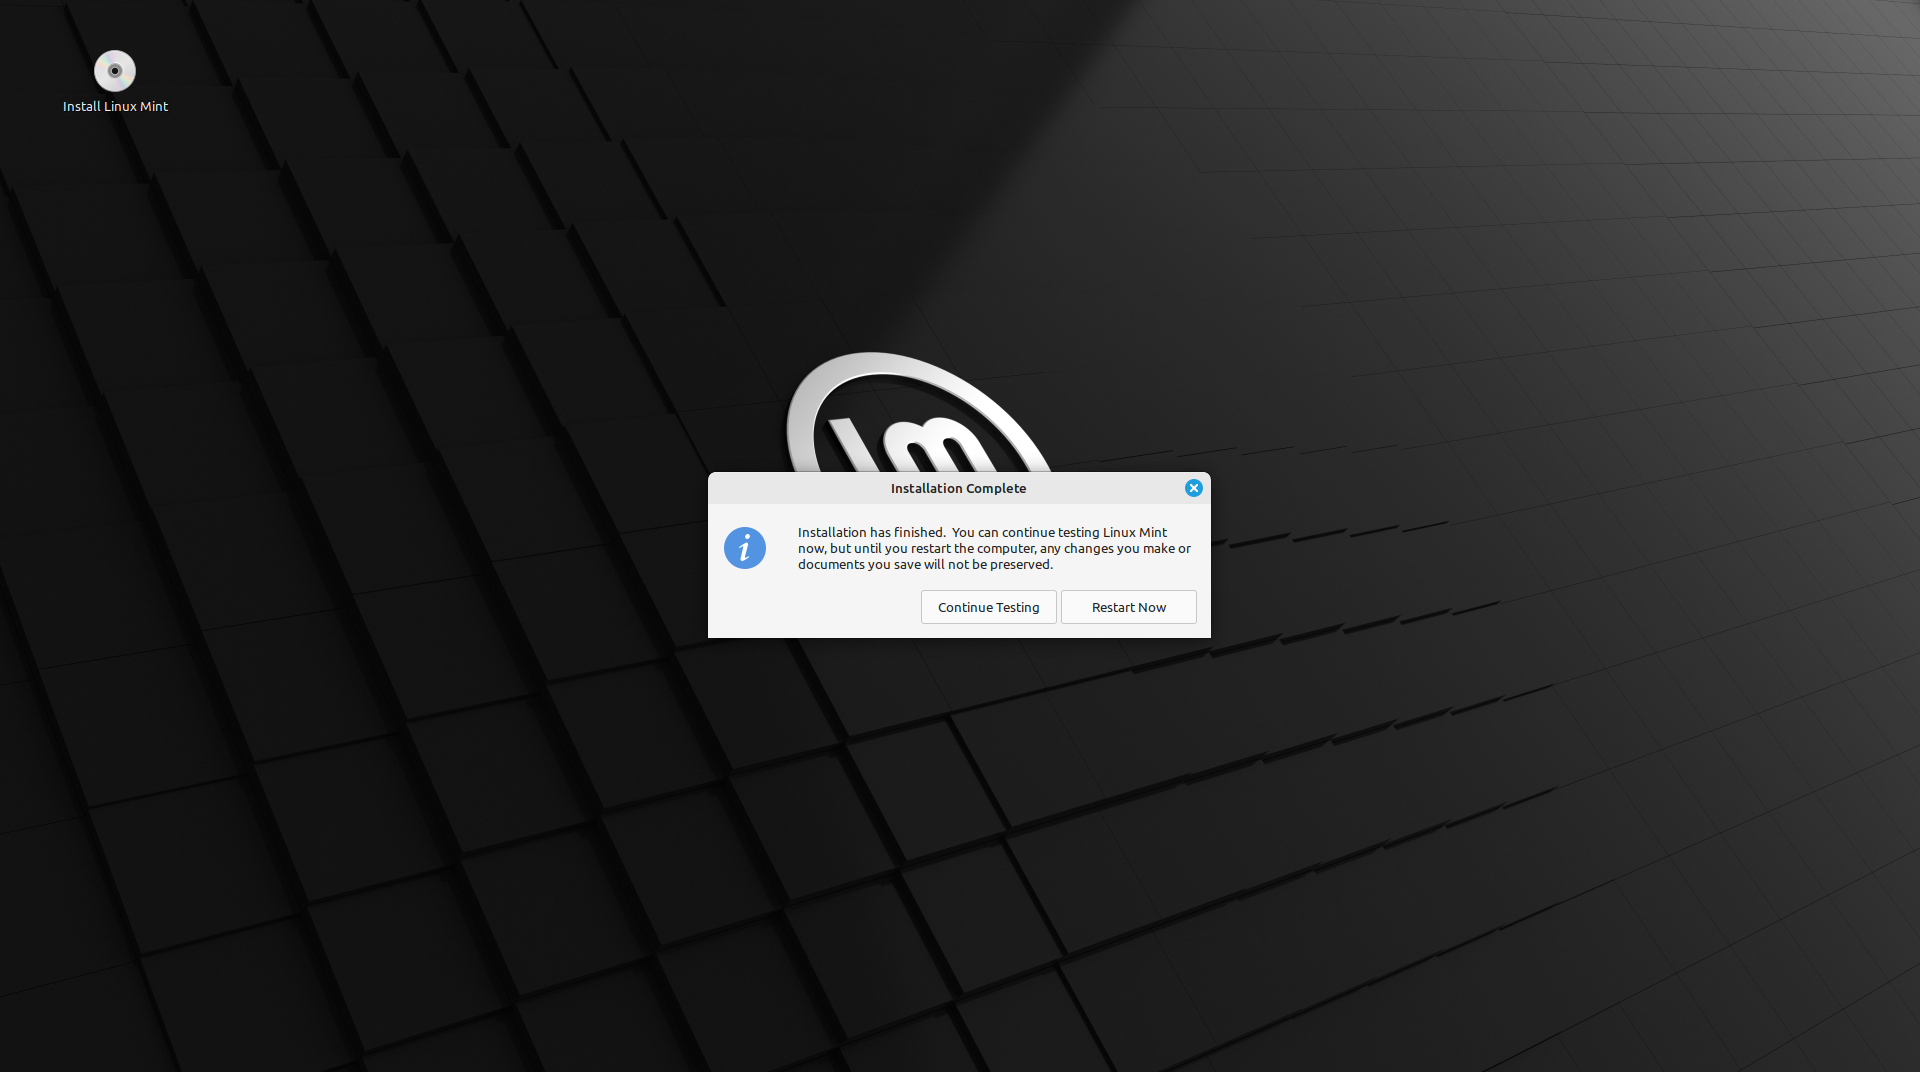 Install Linux Mint
Installation Complete
Installation has finished.  You can continue testing Linux Mint
now, but until you restart the computer, any changes you make or
documents you save will not be preserved.
Continue Testing
Restart Now